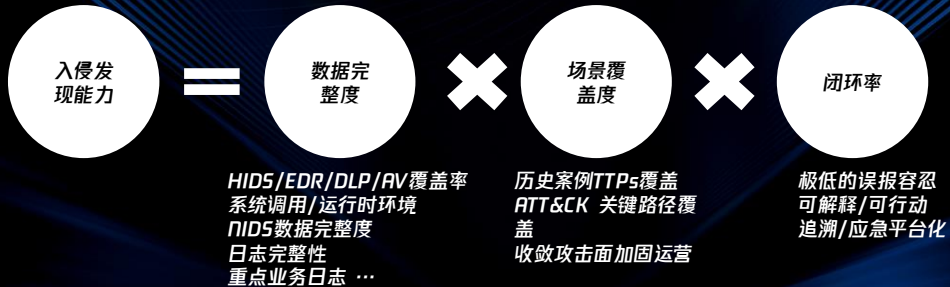 入侵发
现能力
=
数据完
整度
×
场景覆
盖度
×
闭环率
HIDS/EDR/DLP/AV覆盖率
系统调用/运行时环境
NIDS数据完整度
日志完整性
重点业务日志 …
历史案例TTPs覆盖
ATT&CK 关键路径覆
盖
收敛攻击面加固运营
极低的误报容忍
可解释/可行动
追溯/应急平台化